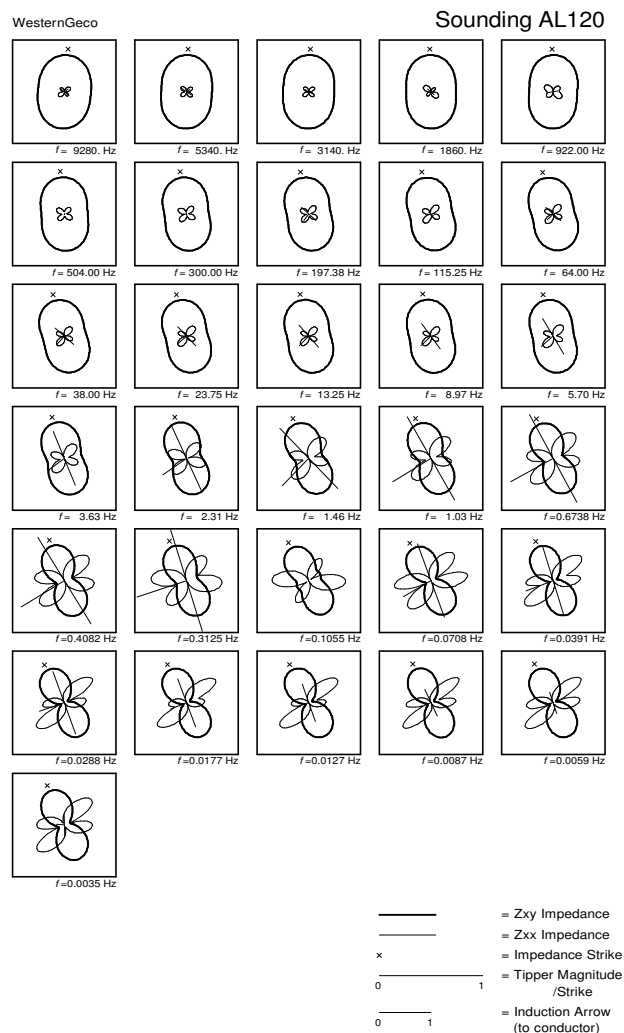 WesternGeco Sounding AL120
× × × × ×
f = 9280. Hz f = 5340. Hz f = 3140. Hz f = 1860. Hz f = 922.00 Hz
× × × × ×
f = 504.00 Hz f = 300.00 Hz f = 197.38 Hz f = 115.25 Hz f = 64.00 Hz
× × × × ×
f = 38.00 Hz f = 23.75 Hz f = 13.25 Hz f = 8.97 Hz f = 5.70 Hz
× × × × ×
f = 3.63 Hz f = 2.31 Hz f = 1.46 Hz f = 1.03 Hz f =0.6738 Hz
× × × × ×
f =0.4082 Hz f =0.3125 Hz f =0.1055 Hz f =0.0708 Hz f =0.0391 Hz
× × × × ×
f =0.0288 Hz f =0.0177 Hz f =0.0127 Hz f =0.0087 Hz f =0.0059 Hz
×
f =0.0035 Hz
= Zxy Impedance
= Zxx Impedance
× = Impedance Strike
= Tipper Magnitude
0 1 /Strike
= Induction Arrow
0 1 (to conductor)